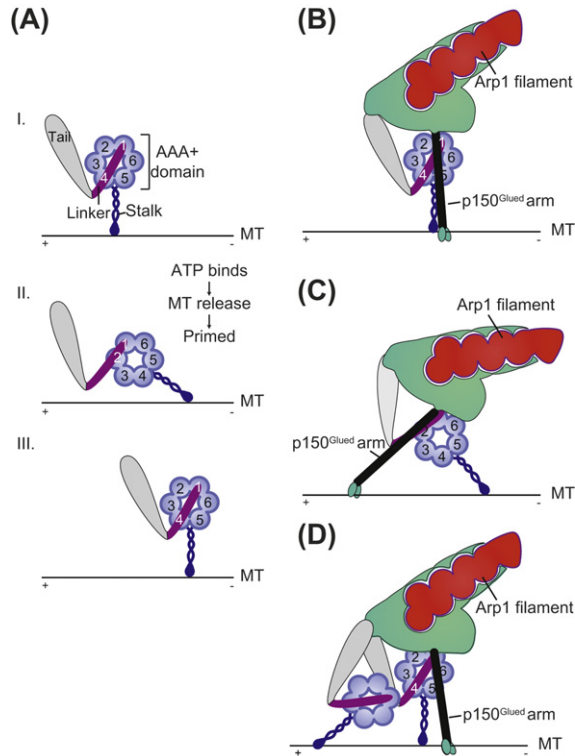 (A)
I.
Tail
2 1
3 6
4 5
AAA+
domain
Linker
Stalk
MT
+ -
II.
ATP binds
MT release
Primed
1 6
2 5
3 4
MT
+ -
III.
2 1
3 6
4 5
MT
+ -
(B)
Arp1 filament
2 1
3 6
4 5
p150Glued arm
MT
+ -
(C)
Arp1 filament
p150Glued arm
6
2 5
3 4
MT
+ -
(D)
Arp1 filament
2
3 6
4 5
p150Glued arm
MT
+ -